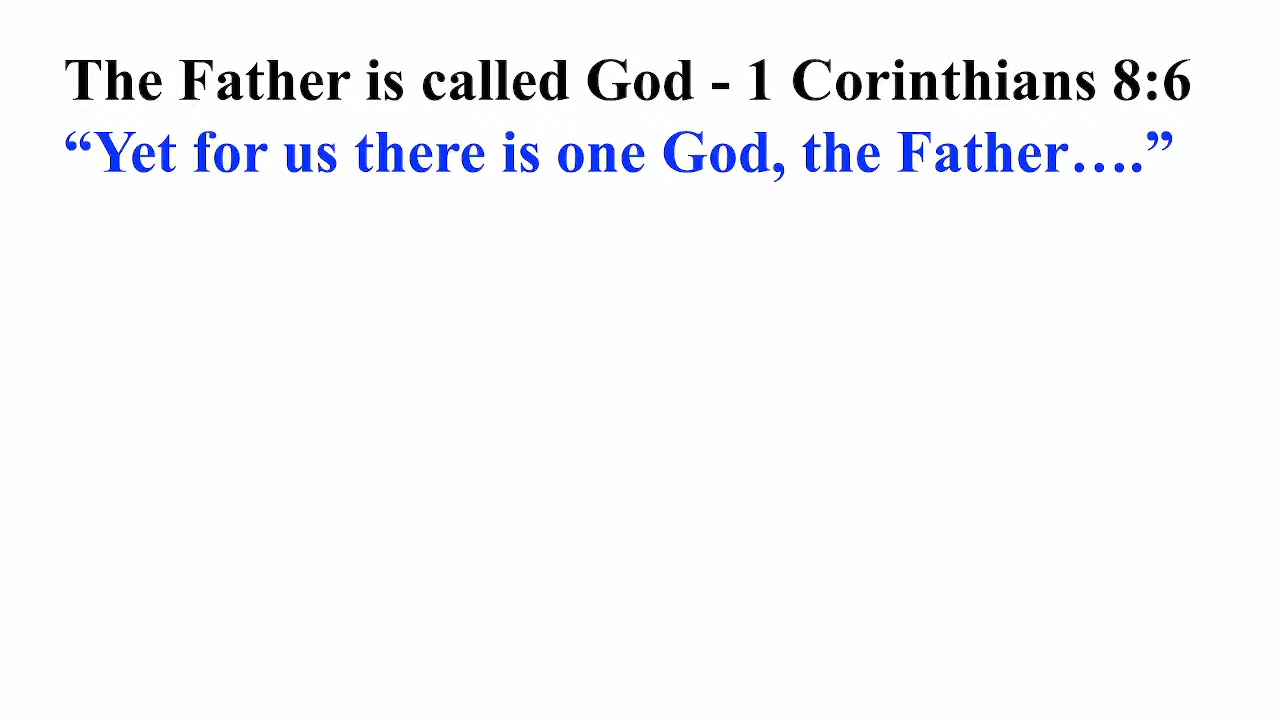 The Father is called God - 1 Corinthians 8:6
“Yet for us there is one God, the Father….”